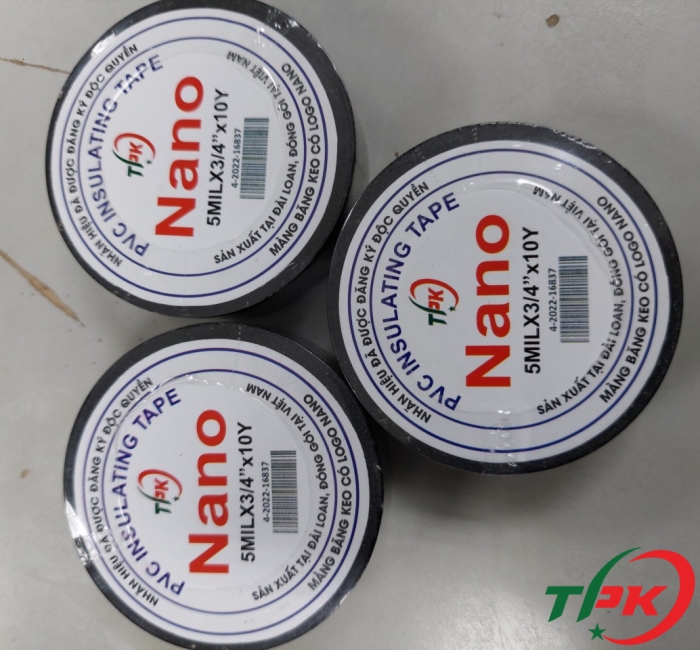 NHÃN HIỆU ĐÃ ĐƯỢC ĐĂNG KÝ ĐỘC QUYỀN
PVC INSULATING TAPE
TPK
Nano
5MILX3/4"x10Y
4-2022-16837
SẢN XUẤT TẠI ĐÀI LOAN, ĐÓNG GÓI TẠI VIỆT NAM
MÀNG BĂNG KEO CÓ LOGO NANO
NHÃN HIỆU ĐÃ ĐƯỢC ĐĂNG KÝ ĐỘC QUYỀN
PVC INSULATING TAPE
TPK
Nano
5MILX3/4"x10Y
4-2022-16837
SẢN XUẤT TẠI ĐÀI LOAN, ĐÓNG GÓI TẠI VIỆT NAM
MÀNG BĂNG KEO CÓ LOGO NANO
NHÃN HIỆU ĐÃ ĐƯỢC ĐĂNG KÝ ĐỘC QUYỀN
PVC INSULATING TAPE
TPK
Nano
5MILX3/4"x10Y
4-2022-16837
SẢN XUẤT TẠI ĐÀI LOAN, ĐÓNG GÓI TẠI VIỆT NAM
MÀNG BĂNG KEO CÓ LOGO NANO
TPK